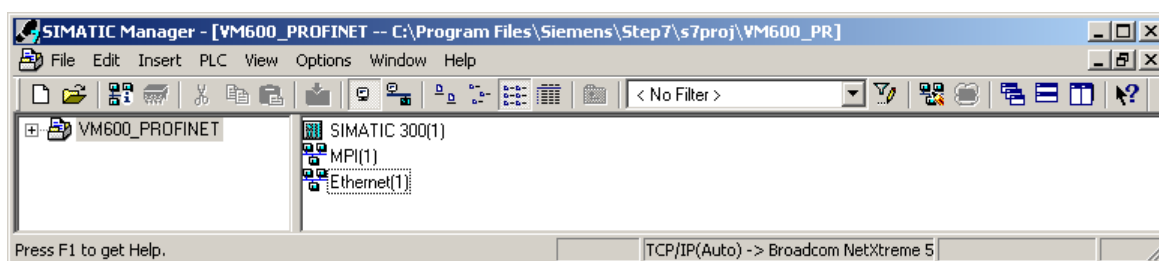 SIMATIC Manager - [VM600_PROFINET -- C:\Program Files\Siemens\Step7\s7proj\VM600_PR]
File Edit Insert PLC View Options Window Help
< No Filter >
VM600_PROFINET
SIMATIC 300(1)
MPI(1)
Ethernet(1)
Press F1 to get Help.
TCP/IP(Auto) -> Broadcom NetXtreme 5